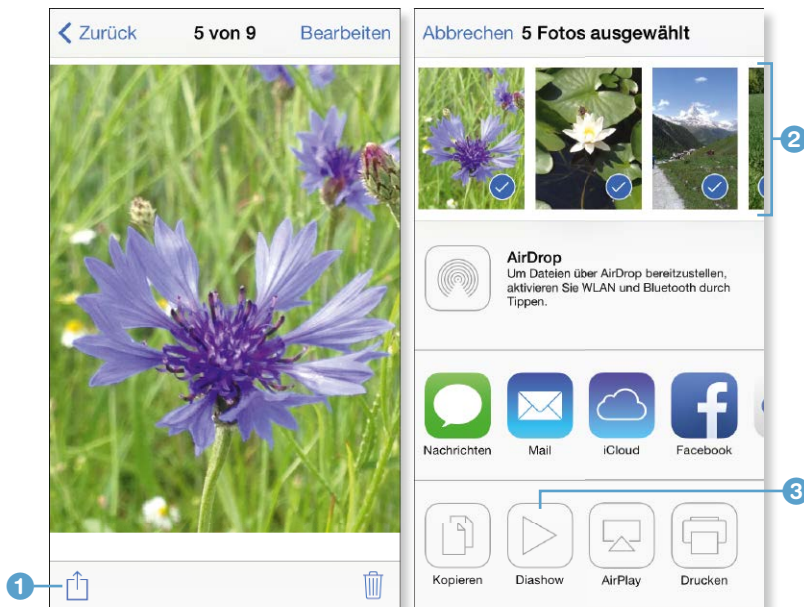 Zurück
5 von 9
Bearbeiten
1
Abbrechen 5 Fotos ausgewählt
2
AirDrop
Um Dateien über AirDrop bereitzustellen,
aktivieren Sie WLAN und Bluetooth durch
Tippen.
Nachrichten
Mail
iCloud
Facebook
3
Kopieren
Diashow
AirPlay
Drucken